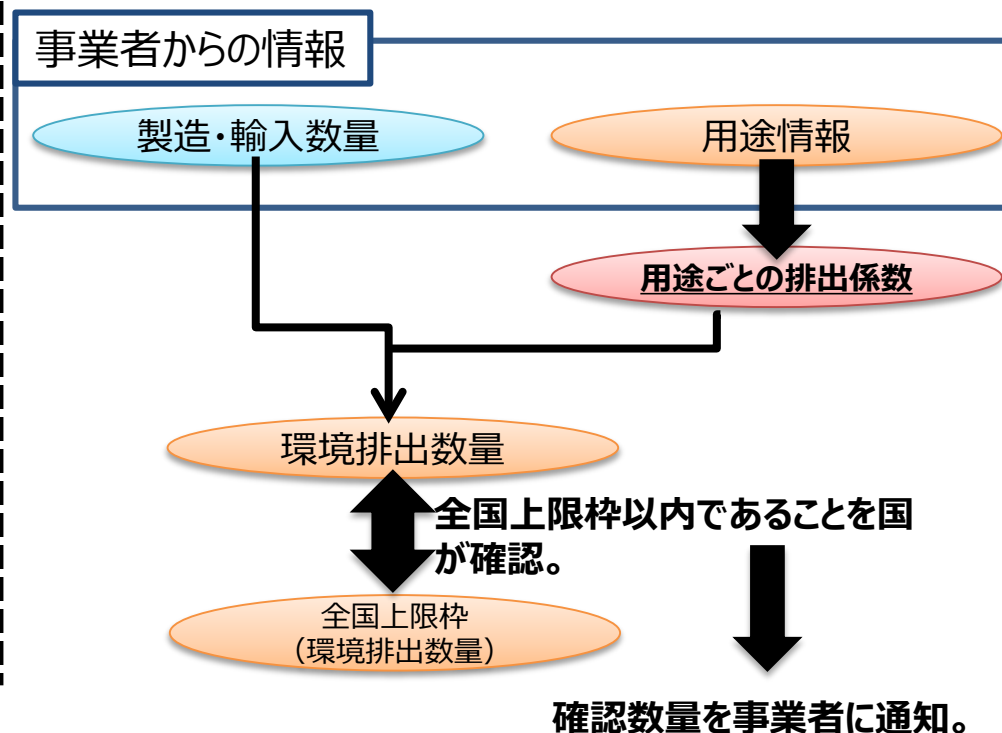 事業者からの情報
製造・輸入数量
用途情報
用途ごとの排出係数
環境排出数量
全国上限枠以内であることを国
が確認。
全国上限枠
（環境排出数量）
確認数量を事業者に通知。